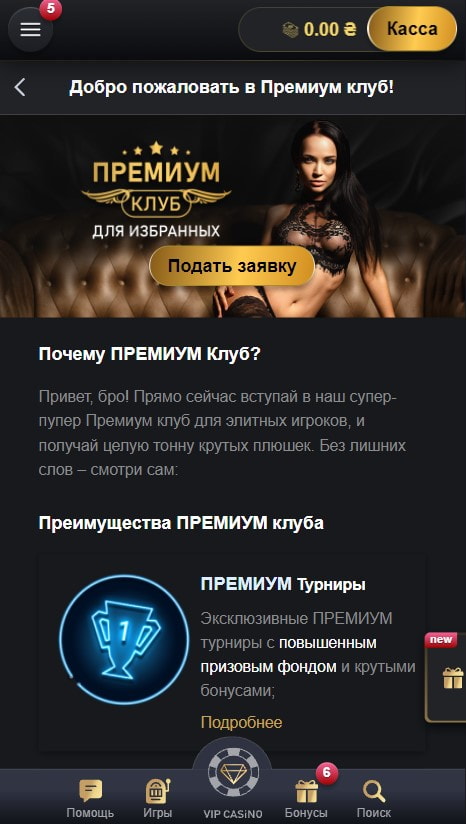 5
0.00 ₴
Касса
Добро пожаловать в Премиум клуб!
ПРЕМИУМ
КЛУБ
ДЛЯ ИЗБРАННЫХ
Подать заявку
Почему ПРЕМИУМ Клуб?
Привет, бро! Прямо сейчас вступай в наш супер-
пупер Премиум клуб для элитных игроков, и
получай целую тонну крутых плюшек. Без лишних
слов – смотри сам:
Преимущества ПРЕМИУМ клуба
1
ПРЕМИУМ Турниры
Эксклюзивные ПРЕМИУМ
турниры с повышенным
призовым фондом и крутыми
бонусами;
Подробнее
new
6
Помощь
Игры
VIP CASINO
Бонусы
Поиск